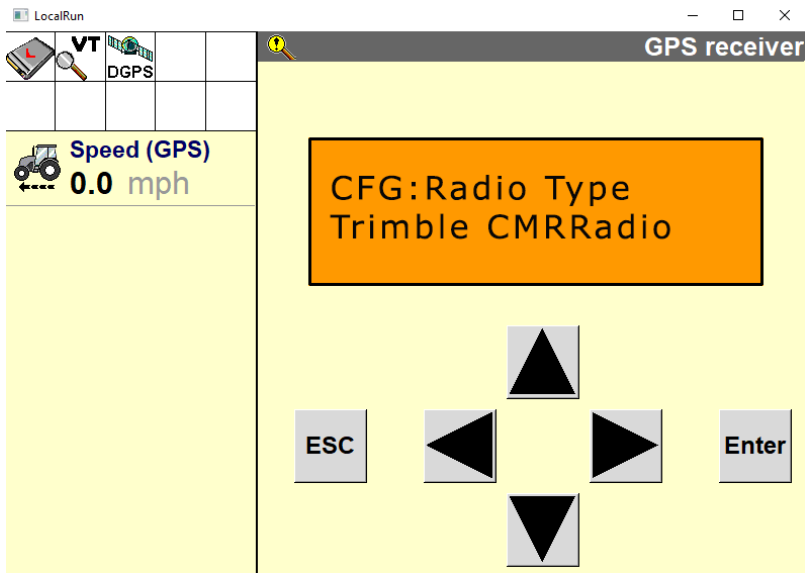 LocalRun
VT
DGPS
GPS receiver
Speed (GPS)
0.0 mph
CFG:Radio Type
Trimble CMRRadio
ESC
Enter